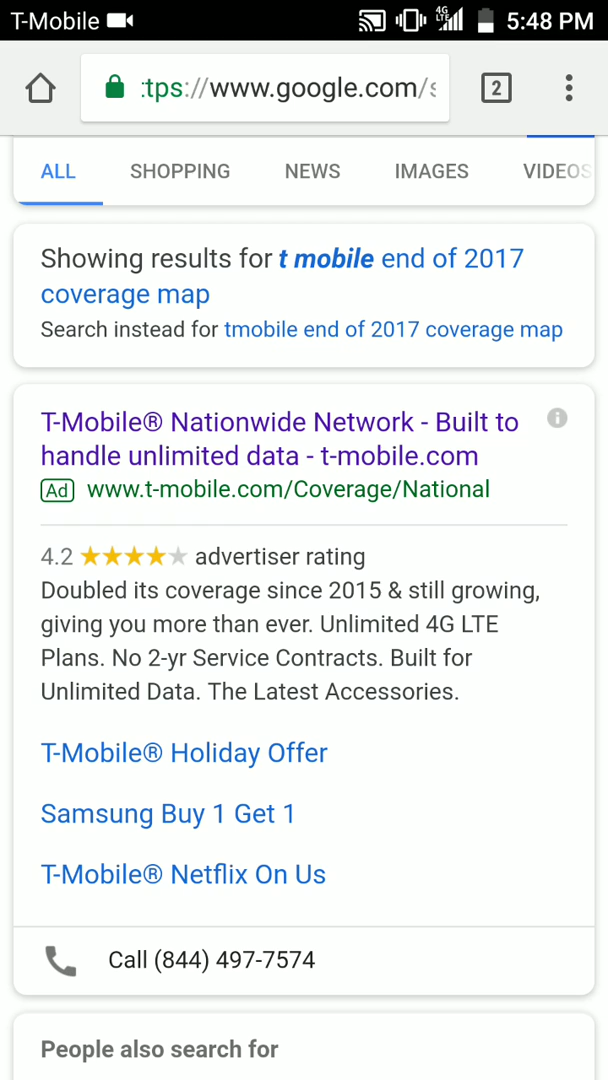 T-Mobile 4G LTE 5:48 PM
tps://www.google.com/s 2
ALL SHOPPING NEWS IMAGES VIDEOS
Showing results for t mobile end of 2017
coverage map
Search instead for tmobile end of 2017 coverage map
T-Mobile® Nationwide Network - Built to
handle unlimited data - t-mobile.com
Ad www.t-mobile.com/Coverage/National
4.2 advertiser rating
Doubled its coverage since 2015 & still growing,
giving you more than ever. Unlimited 4G LTE
Plans. No 2-yr Service Contracts. Built for
Unlimited Data. The Latest Accessories.
T-Mobile® Holiday Offer
Samsung Buy 1 Get 1
T-Mobile® Netflix On Us
Call (844) 497-7574
People also search for